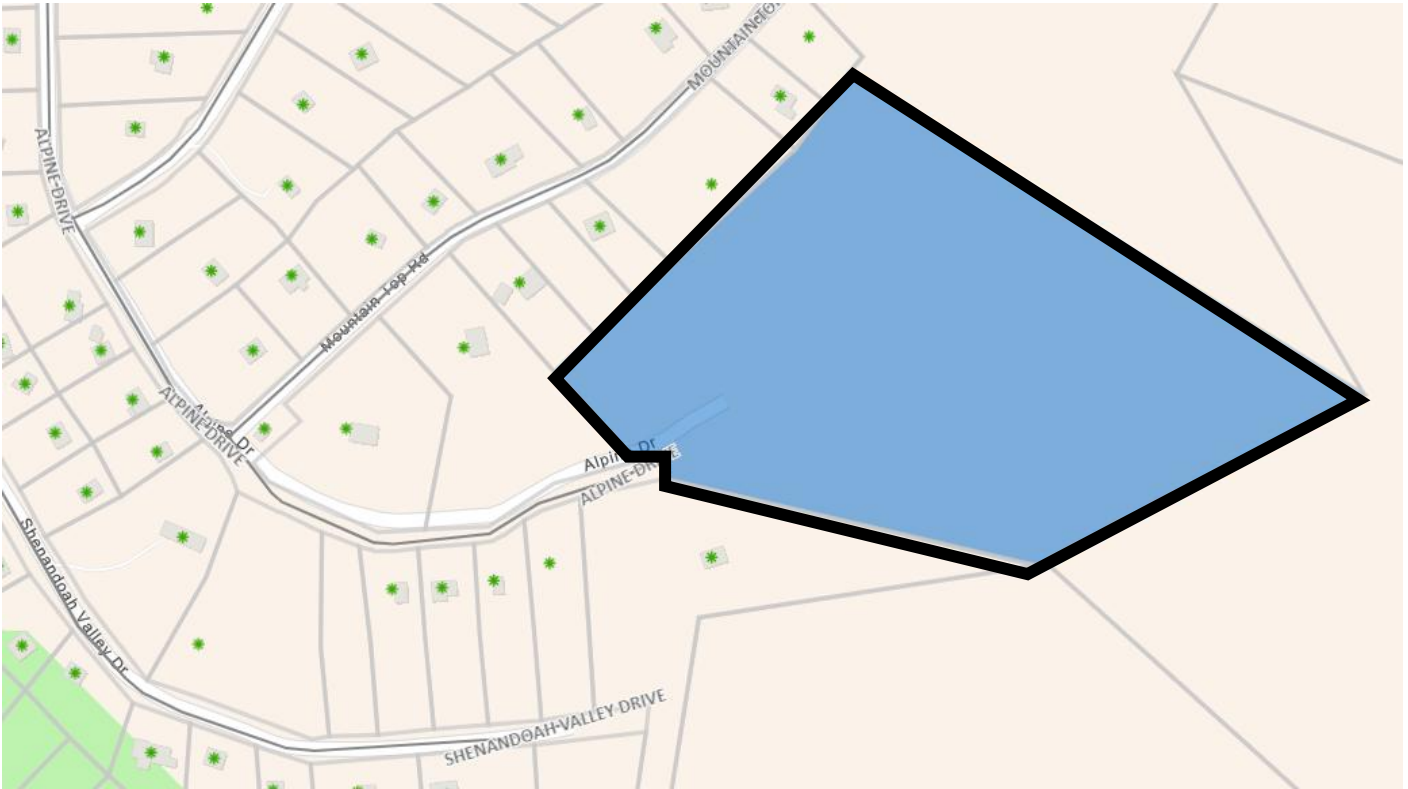 MOUNTAIN-TO
ALPINE-DRIVE
Mountain Top Rd
Alpine Dr
ALPINE-DRIVE
Alpine Dr
ALPINE-DRIVE
Shenandoah Valley Dr
SHENANDOAH-VALLEY DRIVE